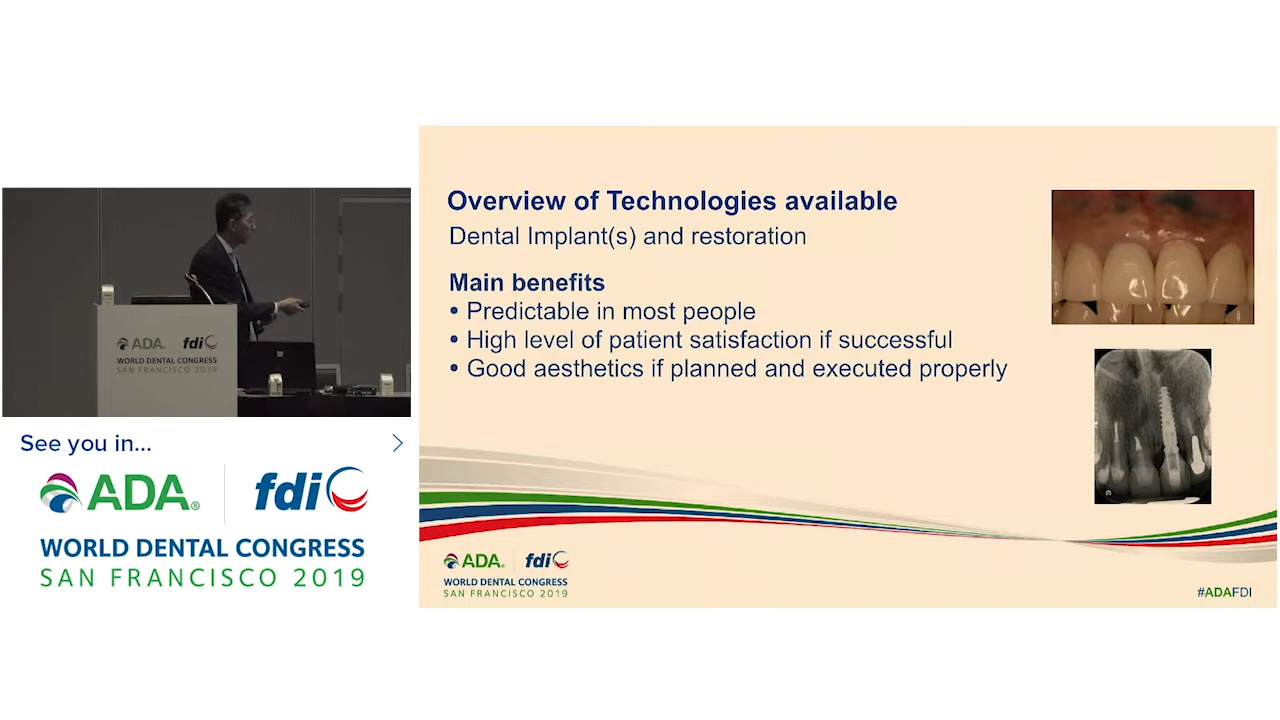 Overview of Technologies available
Dental Implant(s) and restoration
Main benefits
• Predictable in most people
• High level of patient satisfaction if successful
• Good aesthetics if planned and executed properly
ADA. fdi
WORLD DENTAL CONGRESS
SAN FRANCISCO 2019
#ADAFDI
ADA. fdi
WORLD DENTAL CONGRESS
SAN FRANCISCO 2019
See you in...
ADA.® fdi
WORLD DENTAL CONGRESS
SAN FRANCISCO 2019